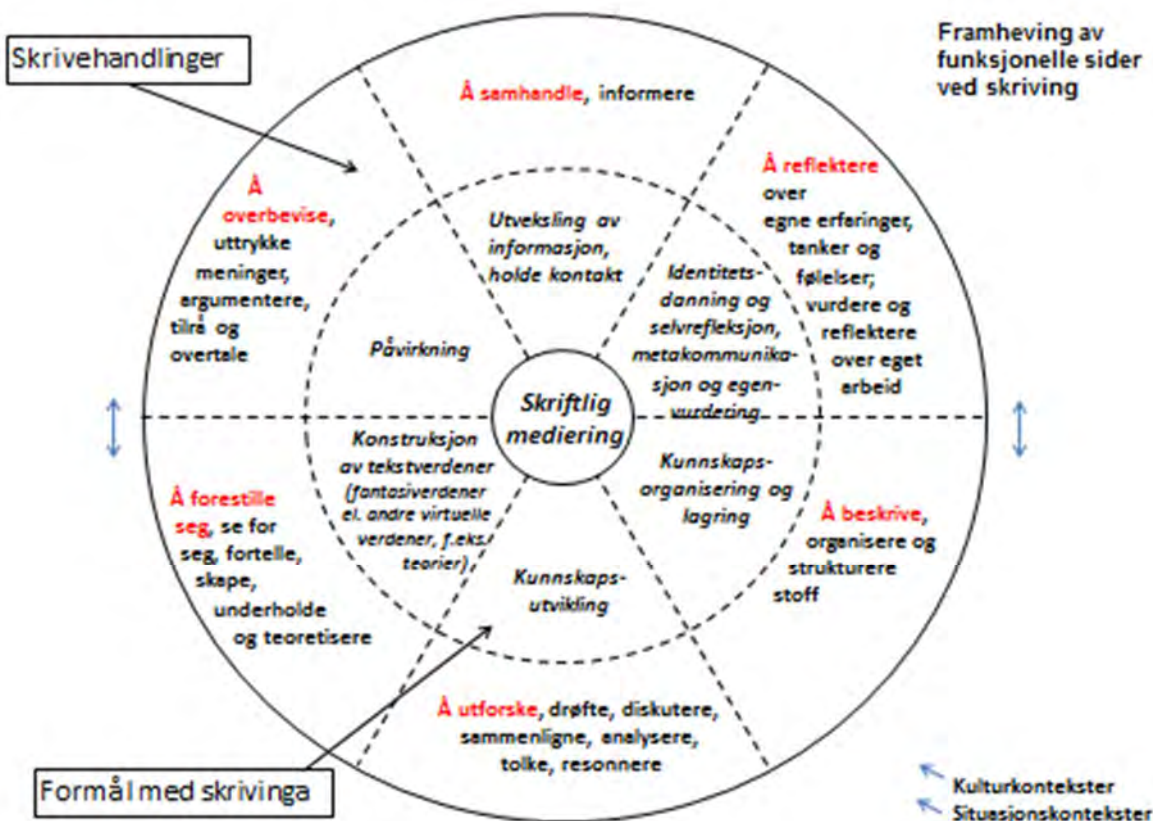 Skrivehandlinger
Framheving av
funksjonelle sider
ved skriving
Å samhandle, informere
Å reflektere
over
egne erfaringer,
tanker og
følelser;
vurdere og
reflektere
over eget
arbeid
Å
overbevise,
uttrykke
meninger,
argumentere,
tilrå og
overtale
Utveksling av
informasjon,
holde kontakt
Identitets-
danning og
selvrefleksjon,
metakommunika-
sjon og egen-
vurdering
Påvirkning
Skriftlig
mediering
Konstruksjon
av tekstverdener
(fantasiverdener
el. andre virtuelle
verdener, f.eks.
teorier)
Kunnskaps-
organisering og
lagring
Å forestille
seg, se for
seg, fortelle,
skape,
underholde
og teoretisere
Å beskrive,
organisere og
strukturere
stoff
Kunnskaps-
utvikling
Å utforske, drøfte, diskutere,
sammenligne, analysere,
tolke, resonnere
Formål med skrivinga
Kulturkontekster
Situasjonskontekster